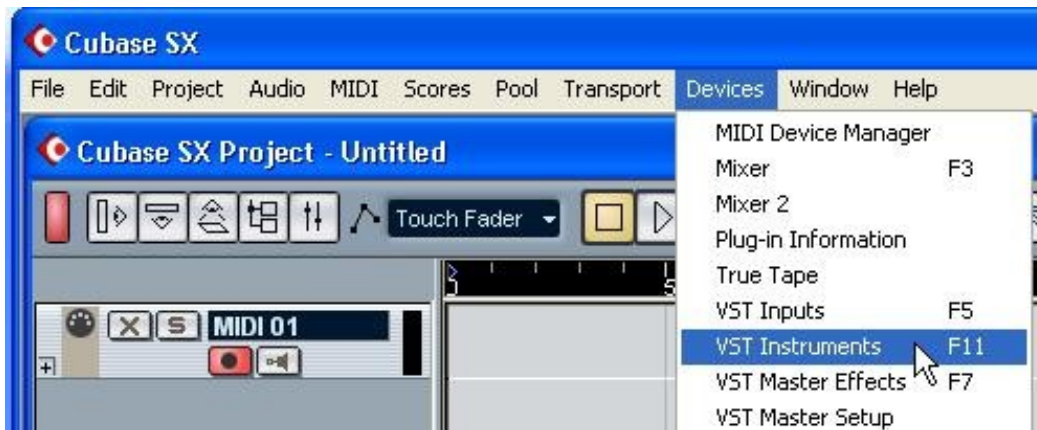 Cubase SX
File Edit Project Audio MIDI Scores Pool Transport Devices Window Help
Cubase SX Project - Untitled
Touch Fader
MIDI Device Manager
Mixer F3
Mixer 2
Plug-in Information
True Tape
VST Inputs F5
VST Instruments F11
VST Master Effects F7
VST Master Setup
X S MIDI 01